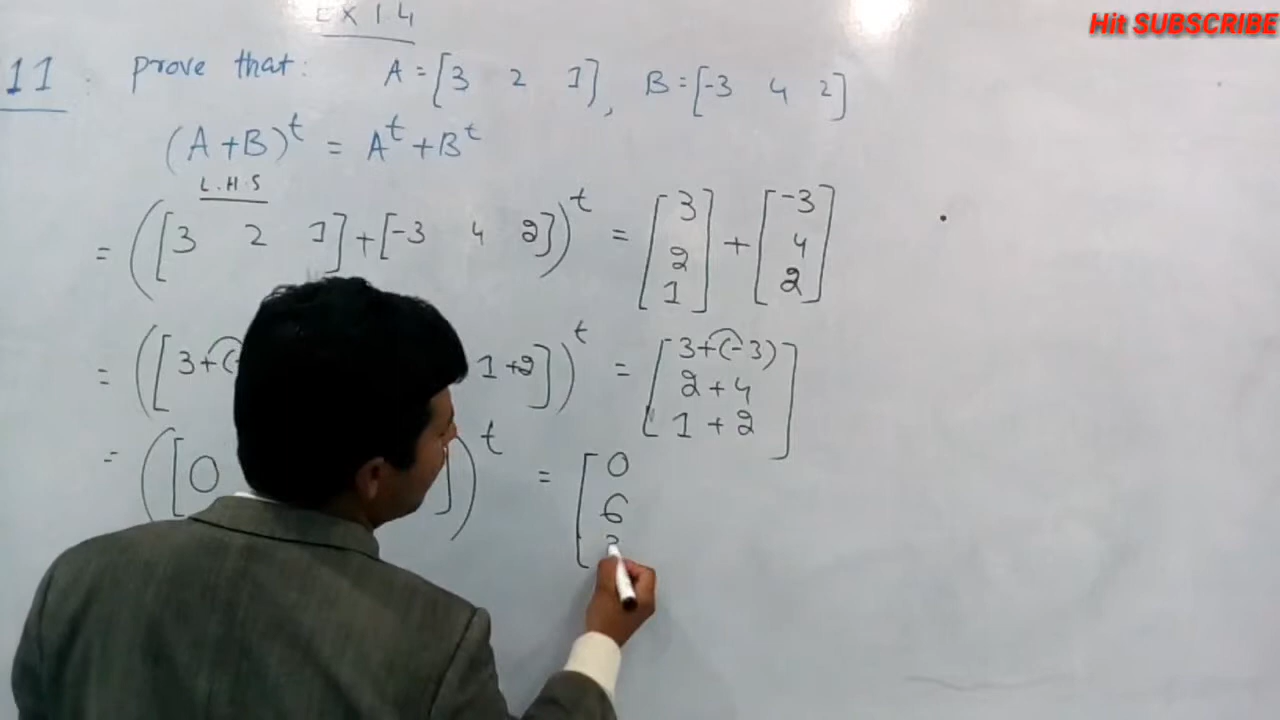 Hit SUBSCRIBE
EX 1.4
11 : prove that: A = [3 2 1], B = [-3 4 2]
(A+B)^t = A^t + B^t
L.H.S
= ([3 2 1] + [-3 4 2])^t = [3 2 1] + [-3 4 2]
= ([3+(- 1+2])^t = [3+(-3) 2+4 1+2]
= ([0 ])^t = [0 6